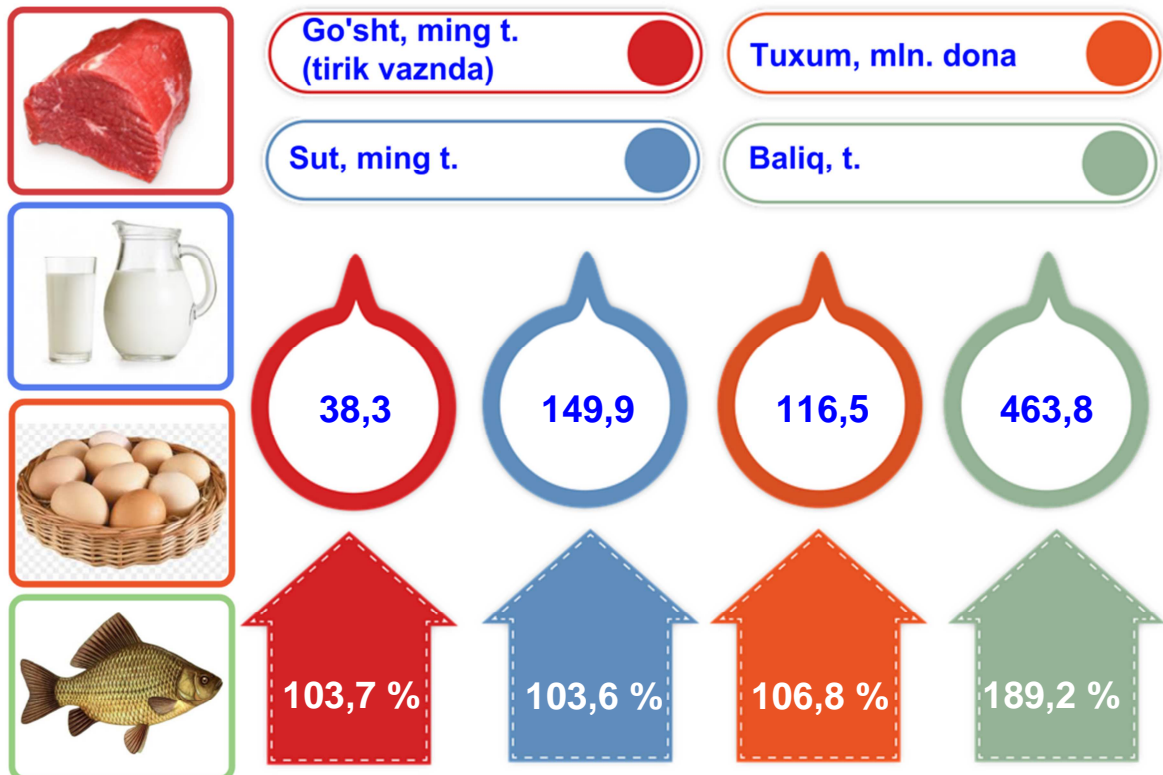 Go'sht, ming t.
(tirik vaznda)
Tuxum, mln. dona
Sut, ming t.
Baliq, t.
38,3
149,9
116,5
463,8
103,7 %
103,6 %
106,8 %
189,2 %